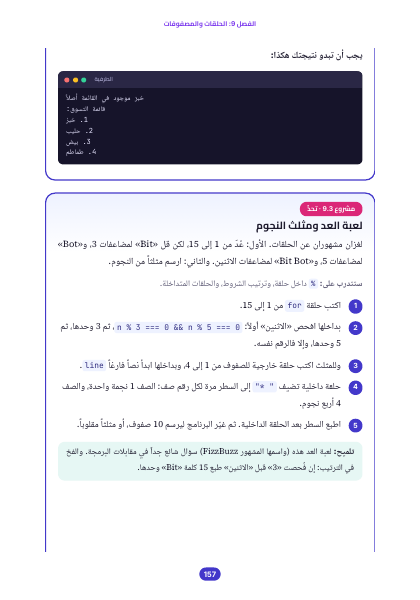 الفصل 9: الحلقات والمصفوفات
يجب أن تبدو نتيجتك هكذا:
الطرفية
خبز موجود في القائمة أصلاً
قائمة التسوق:
1. خبز
2. حليب
3. بيض
4. طماطم
مشروع 9.3 · تحدٍّ
لعبة العد ومثلث النجوم
لغزان مشهوران عن الحلقات. الأول: عُدّ من 1 إلى 15، لكن قل «Bit» لمضاعفات 3، و«Bot»
لمضاعفات 5، و«Bit Bot» لمضاعفات الاثنين. والثاني: ارسم مثلثاً من النجوم.
ستتدرب على: % داخل حلقة، وترتيب الشروط، والحلقات المتداخلة.
1 اكتب حلقة for من 1 إلى 15.
2 بداخلها افحص «الاثنين» أولاً: n % 3 === 0 && n % 5 === 0، ثم 3 وحدها، ثم
5 وحدها، وإلا فالرقم نفسه.
3 وللمثلث اكتب حلقة خارجية للصفوف من 1 إلى 4، وبداخلها ابدأ نصاً فارغاً line.
4 حلقة داخلية تضيف "* " إلى السطر مرة لكل رقم صف: الصف 1 نجمة واحدة، والصف
4 أربع نجوم.
5 اطبع السطر بعد الحلقة الداخلية. ثم غيّر البرنامج ليرسم 10 صفوف، أو مثلثاً مقلوباً.
تلميح: لعبة العد هذه (واسمها المشهور FizzBuzz) سؤال شائع جداً في مقابلات البرمجة. والفخ
في الترتيب: إن فُحصت «3» قبل «الاثنين» طبع 15 كلمة «Bit» وحدها.
157